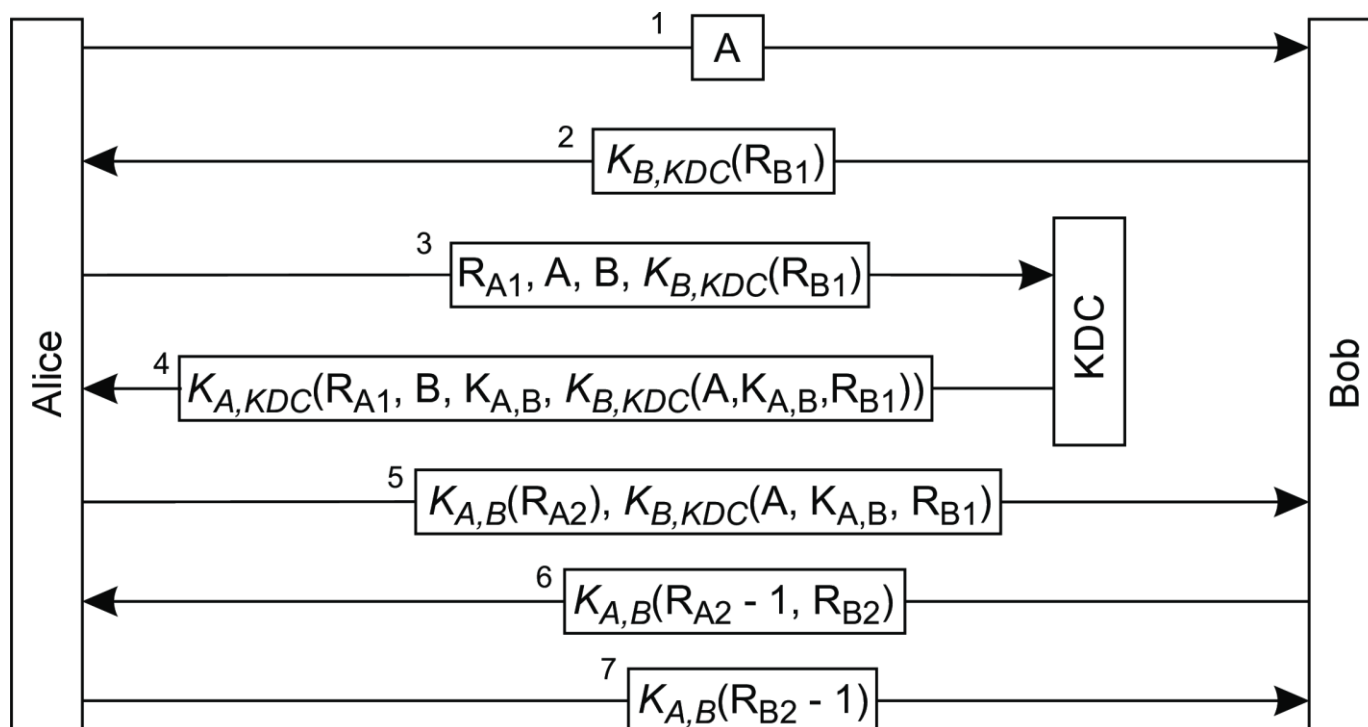 1
A
2
K_B,KDC(R_B1)
3
R_A1, A, B, K_B,KDC(R_B1)
4
K_A,KDC(R_A1, B, K_A,B, K_B,KDC(A,K_A,B,R_B1))
5
K_A,B(R_A2), K_B,KDC(A, K_A,B, R_B1)
6
K_A,B(R_A2 - 1, R_B2)
7
K_A,B(R_B2 - 1)
Alice
KDC
Bob